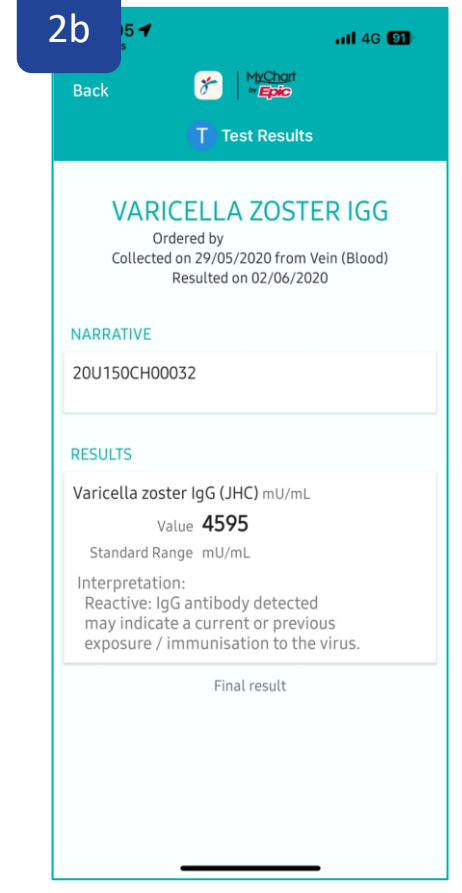 2b
5
s
4G 91
Back
MyChart
by Epic
T Test Results
VARICELLA ZOSTER IGG
Ordered by
Collected on 29/05/2020 from Vein (Blood)
Resulted on 02/06/2020
NARRATIVE
20U150CH00032
RESULTS
Varicella zoster IgG (JHC) mU/mL
Value 4595
Standard Range mU/mL
Interpretation:
Reactive: IgG antibody detected
may indicate a current or previous
exposure / immunisation to the virus.
Final result